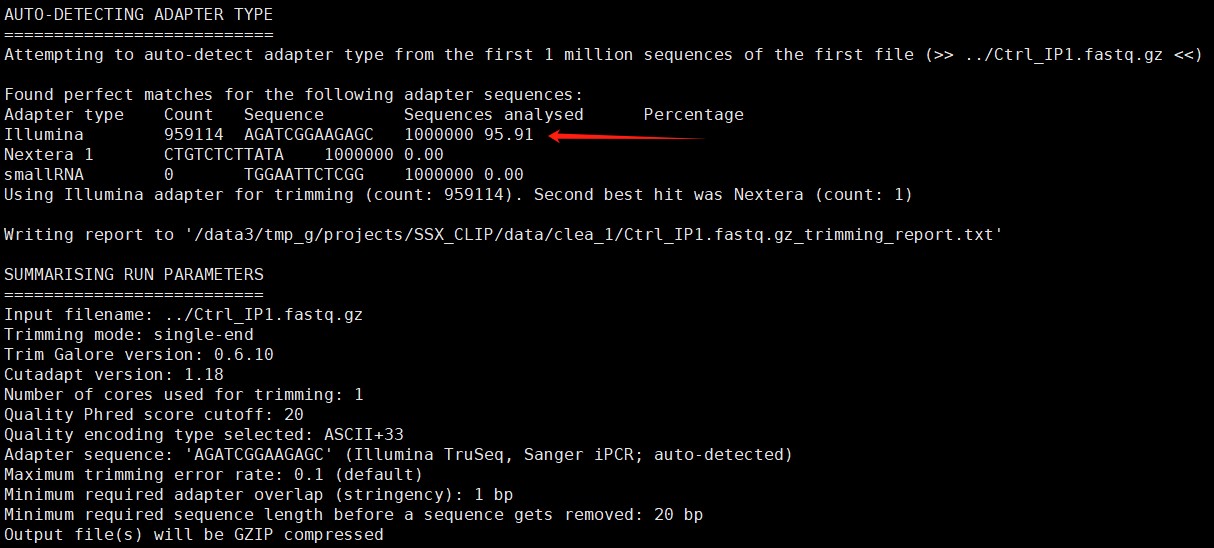 AUTO-DETECTING ADAPTER TYPE
===========================
Attempting to auto-detect adapter type from the first 1 million sequences of the first file (>> ../Ctrl_IP1.fastq.gz <<)
Found perfect matches for the following adapter sequences:
Adapter type    Count   Sequence        Sequences analysed      Percentage
Illumina        959114  AGATCGGAAGAGC   1000000 95.91
Nextera 1       CTGTCTCTTATA    1000000 0.00
smallRNA        0       TGGAATTCTCGG    1000000 0.00
Using Illumina adapter for trimming (count: 959114). Second best hit was Nextera (count: 1)
Writing report to '/data3/tmp_g/projects/SSX_CLIP/data/clea_1/Ctrl_IP1.fastq.gz_trimming_report.txt'
SUMMARISING RUN PARAMETERS
==========================
Input filename: ../Ctrl_IP1.fastq.gz
Trimming mode: single-end
Trim Galore version: 0.6.10
Cutadapt version: 1.18
Number of cores used for trimming: 1
Quality Phred score cutoff: 20
Quality encoding type selected: ASCII+33
Adapter sequence: 'AGATCGGAAGAGC' (Illumina TruSeq, Sanger iPCR; auto-detected)
Maximum trimming error rate: 0.1 (default)
Minimum required adapter overlap (stringency): 1 bp
Minimum required sequence length before a sequence gets removed: 20 bp
Output file(s) will be GZIP compressed